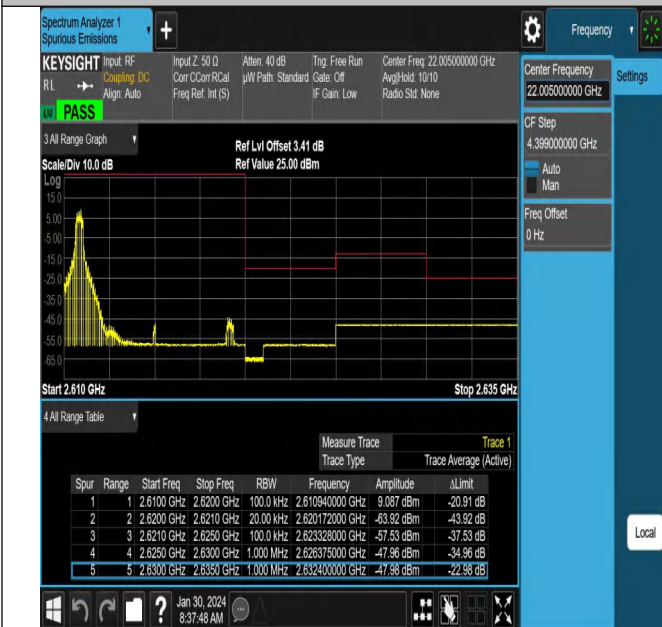 Spectrum Analyzer 1
Spurious Emissions
+
Frequency
KEYSIGHT Input: RF Input Z: 50 Ω Atten: 40 dB Trig: Free Run Center Freq: 22.005000000 GHz
RL Coupling: DC Corr CCorr RCal µW Path: Standard Gate: Off Avg|Hold: 10/10
Align: Auto Freq Ref: Int (S) IF Gain: Low Radio Std: None
PASS
3 All Range Graph
Ref Lvl Offset 3.41 dB
Scale/Div 10.0 dB Ref Value 25.00 dBm
Log
15.0
5.00
-5.00
-15.0
-25.0
-35.0
-45.0
-55.0
-65.0
Start 2.610 GHz Stop 2.635 GHz
4 All Range Table
Measure Trace Trace 1
Trace Type Trace Average (Active)
Spur Range Start Freq Stop Freq RBW Frequency Amplitude ΔLimit
1 1 2.6100 GHz 2.6200 GHz 100.0 kHz 2.610940000 GHz 9.087 dBm -20.91 dB
2 2 2.6200 GHz 2.6210 GHz 20.00 kHz 2.620172000 GHz -63.92 dBm -43.92 dB
3 3 2.6210 GHz 2.6250 GHz 100.0 kHz 2.623328000 GHz -57.53 dBm -37.53 dB
4 4 2.6250 GHz 2.6300 GHz 1.000 MHz 2.626375000 GHz -47.96 dBm -34.96 dB
5 5 2.6300 GHz 2.6350 GHz 1.000 MHz 2.632400000 GHz -47.98 dBm -22.98 dB
Center Frequency
22.005000000 GHz
Settings
CF Step
4.399000000 GHz
Auto
Man
Freq Offset
0 Hz
Local
?
Jan 30, 2024
8:37:48 AM